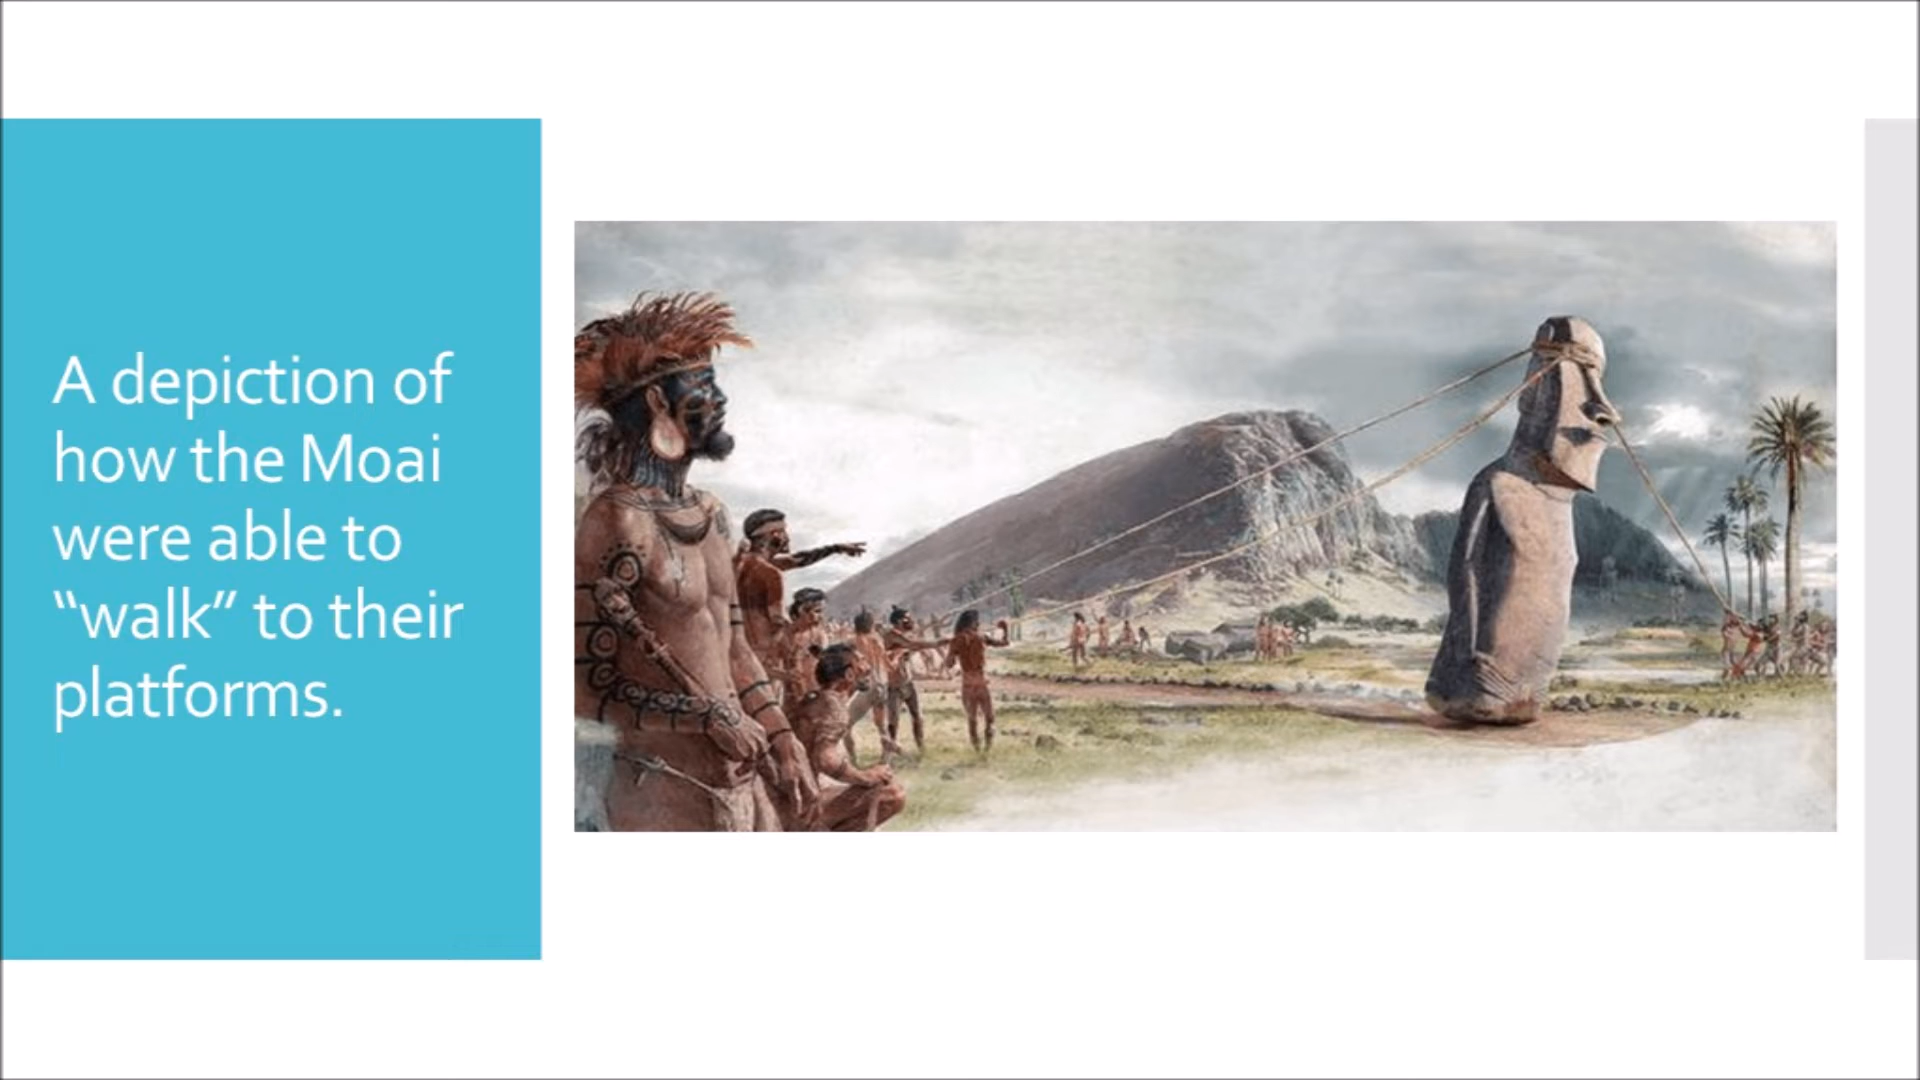 A depiction of
how the Moai
were able to
“walk” to their
platforms.